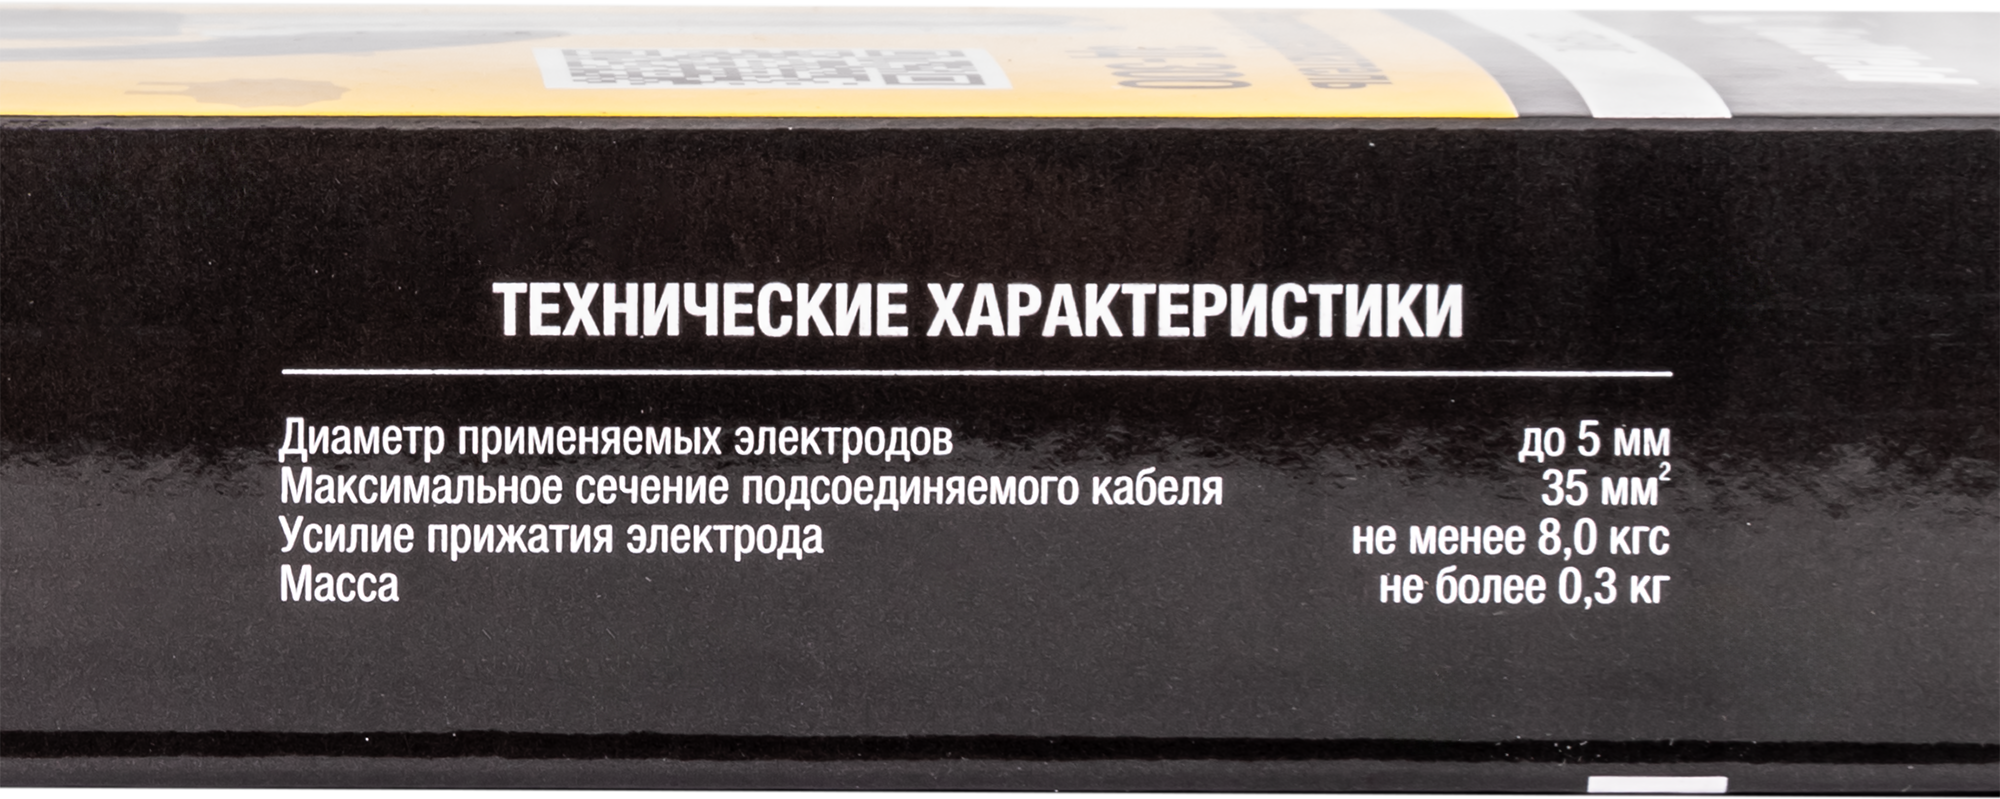 ТЕХНИЧЕСКИЕ ХАРАКТЕРИСТИКИ
Диаметр применяемых электродов до 5 мм
Максимальное сечение подсоединяемого кабеля 35 мм²
Усилие прижатия электрода не менее 8,0 кгс
Масса не более 0,3 кг